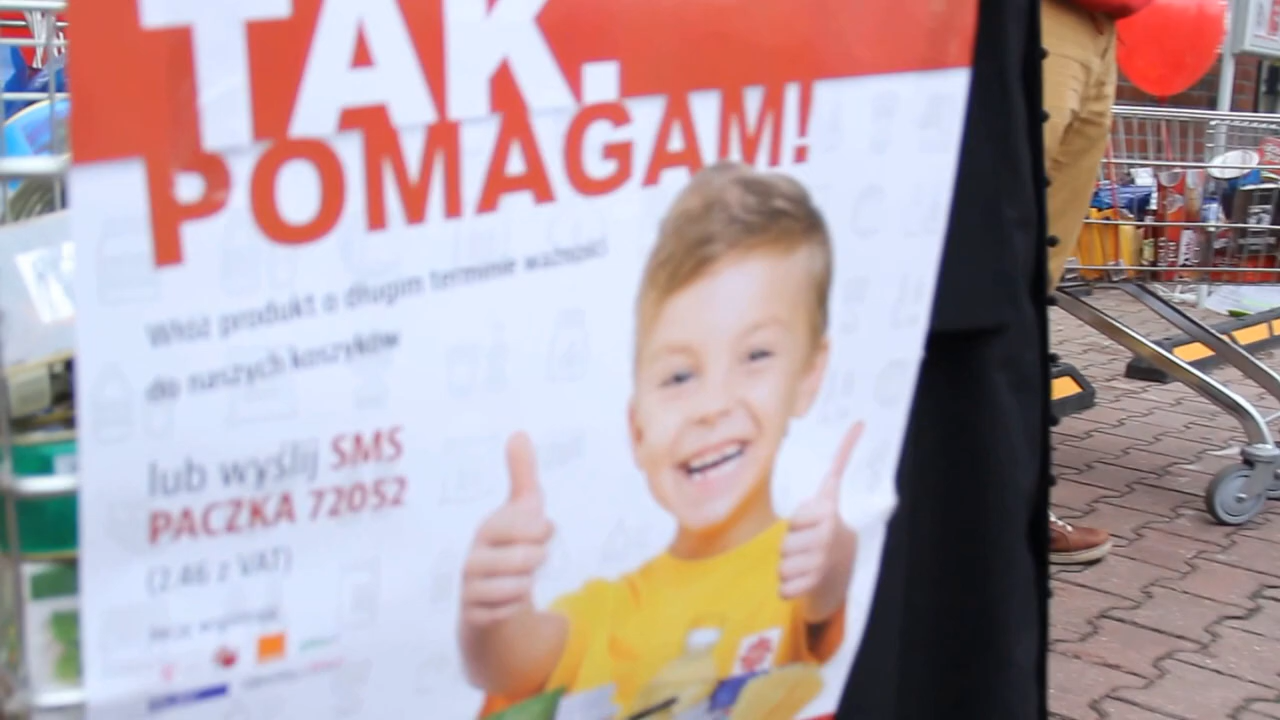 TAK.
POMAGAM!
Włóż produkt o długim terminie ważności
do naszych koszyków
lub wyślij SMS
PACZKA 72052
(2.46 z VAT)